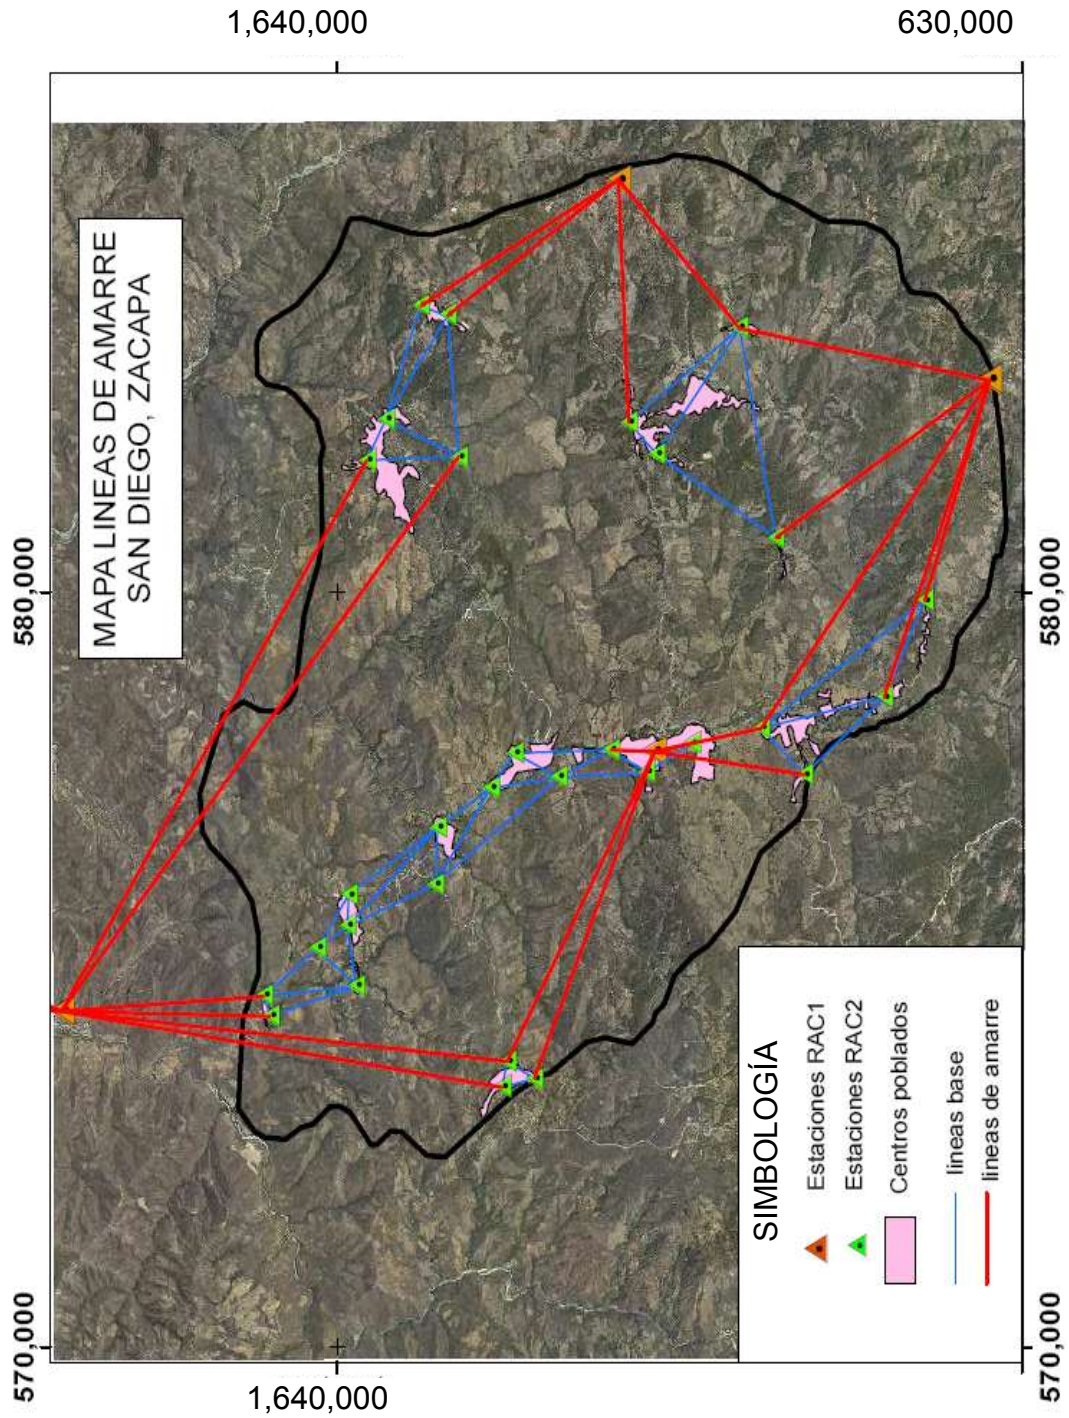 1,640,000
630,000
MAPA LINEAS DE AMARRE
SAN DIEGO, ZACAPA
580,000
580,000
SIMBOLOGÍA
Estaciones RAC1
Estaciones RAC2
Centros poblados
lineas base
lineas de amarre
570,000
570,000
1,640,000